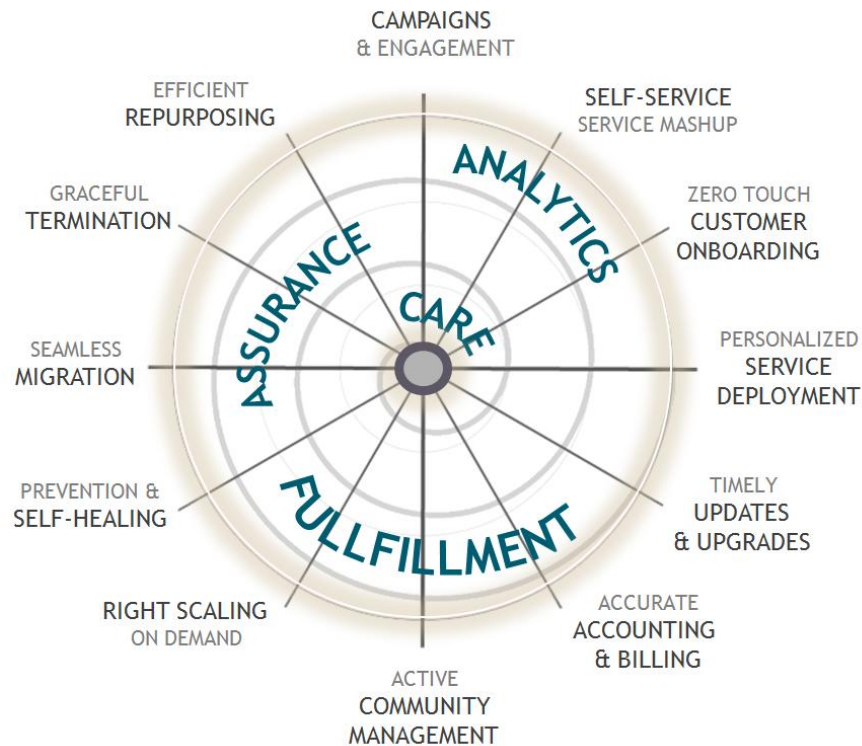 CAMPAIGNS
& ENGAGEMENT
SELF-SERVICE
SERVICE MASHUP
ZERO TOUCH
CUSTOMER
ONBOARDING
PERSONALIZED
SERVICE
DEPLOYMENT
TIMELY
UPDATES
& UPGRADES
ACCURATE
ACCOUNTING
& BILLING
ACTIVE
COMMUNITY
MANAGEMENT
RIGHT SCALING
ON DEMAND
PREVENTION &
SELF-HEALING
SEAMLESS
MIGRATION
GRACEFUL
TERMINATION
EFFICIENT
REPURPOSING
ANALYTICS
ASSURANCE
CARE
FULLFILLMENT